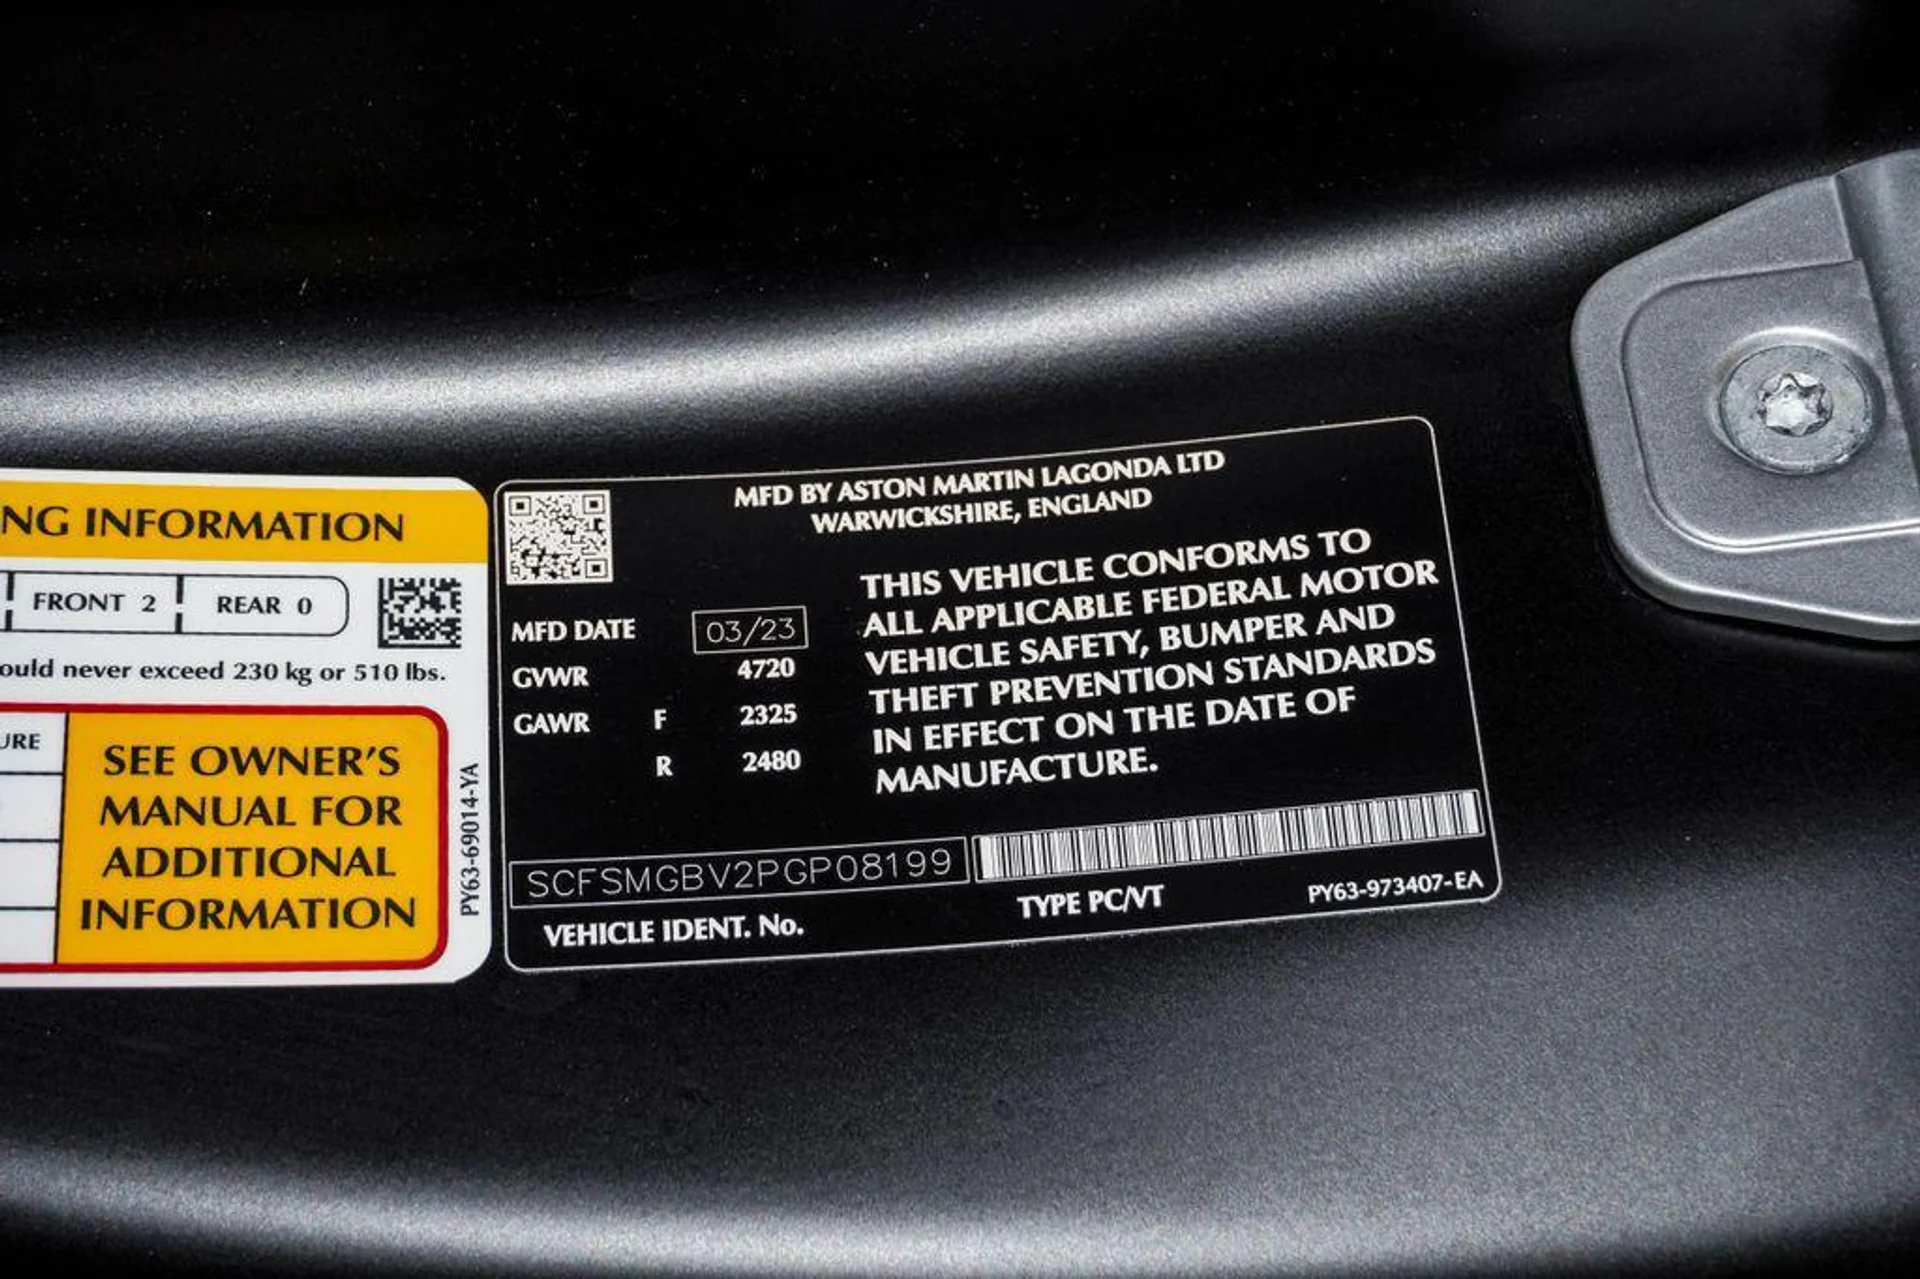 NG INFORMATION
FRONT 2
REAR 0
ould never exceed 230 kg or 510 lbs.
URE
SEE OWNER'S
MANUAL FOR
ADDITIONAL
INFORMATION
PY63-69014-YA
MFD BY ASTON MARTIN LAGONDA LTD
WARWICKSHIRE, ENGLAND
MFD DATE 03/23
GVWR 4720
GAWR F 2325
R 2480
THIS VEHICLE CONFORMS TO
ALL APPLICABLE FEDERAL MOTOR
VEHICLE SAFETY, BUMPER AND
THEFT PREVENTION STANDARDS
IN EFFECT ON THE DATE OF
MANUFACTURE.
SCFSMGBV2PGP08199
VEHICLE IDENT. No.
TYPE PC/VT
PY63-973407-EA